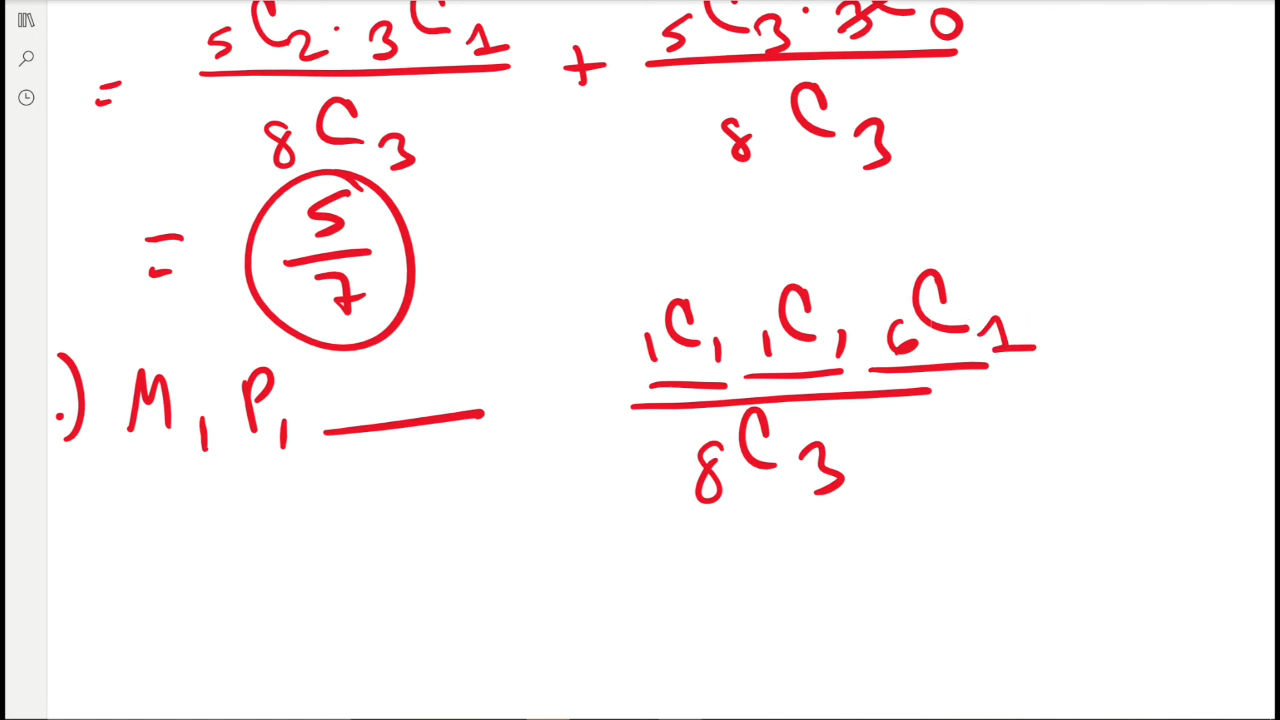 = 5C2 · 3C1 / 8C3 + 5C3 · 3C0 / 8C3
= 5/7
.) M, P, ___ 1C1 1C1 6C1 / 8C3